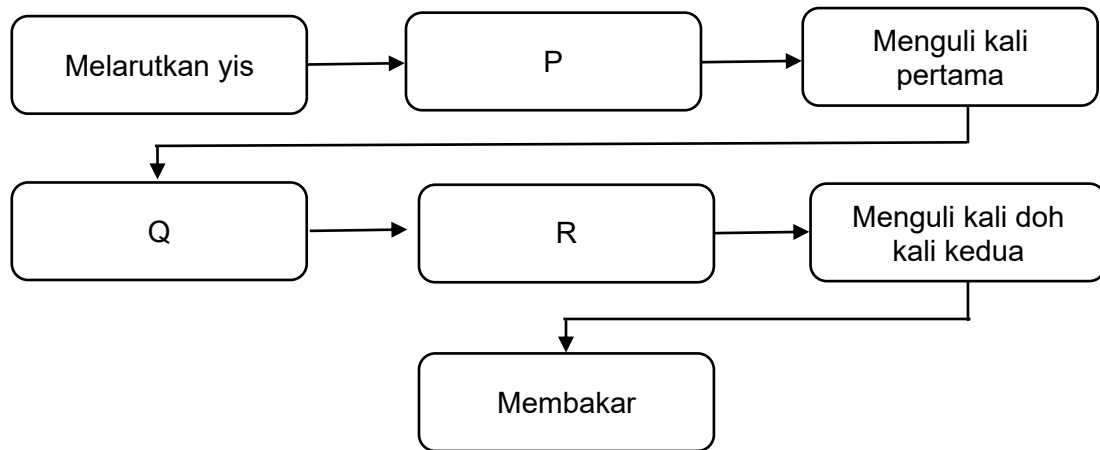 Melarutkan yis
P
Menguli kali
pertama
Q
R
Menguli kali doh
kali kedua
Membakar